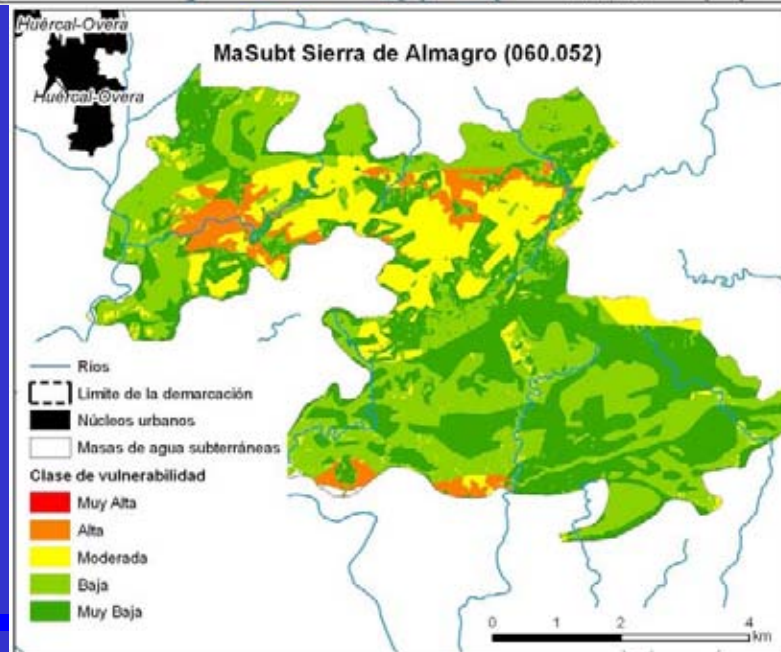 Huércal-Overa
Huércal-Overa
MaSubt Sierra de Almagro (060.052)
Ríos
Limite de la demarcación
Núcleos urbanos
Masas de agua subterráneas
Clase de vulnerabilidad
Muy Alta
Alta
Moderada
Baja
Muy Baja
0 1 2 4
km